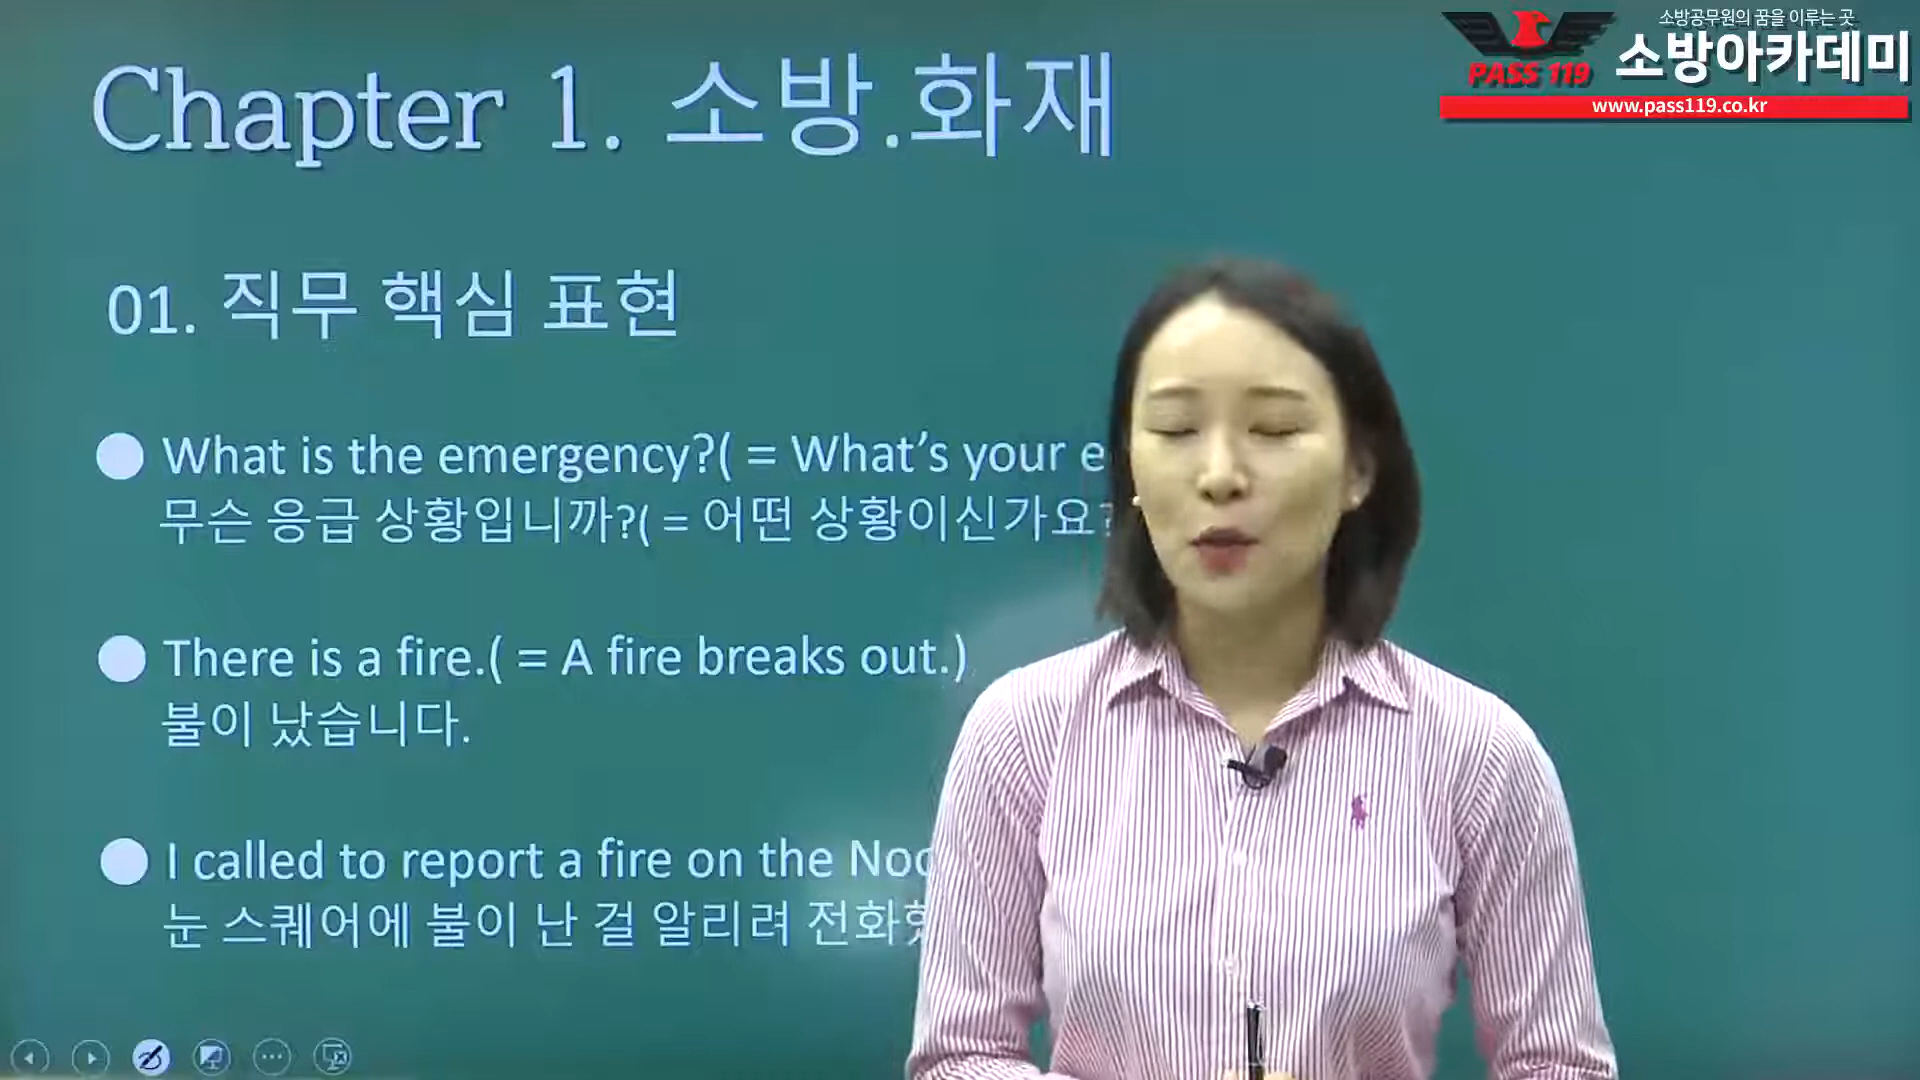 소방공무원의 꿈을 이루는 곳
PASS 119 소방아카데미
www.pass119.co.kr
Chapter 1. 소방.화재
01. 직무 핵심 표현
What is the emergency?( = What's your
무슨 응급 상황입니까?( = 어떤 상황이신가요?
There is a fire.( = A fire breaks out.)
불이 났습니다.
I called to report a fire on the
눈 스퀘어에 불이 난 걸 알리려